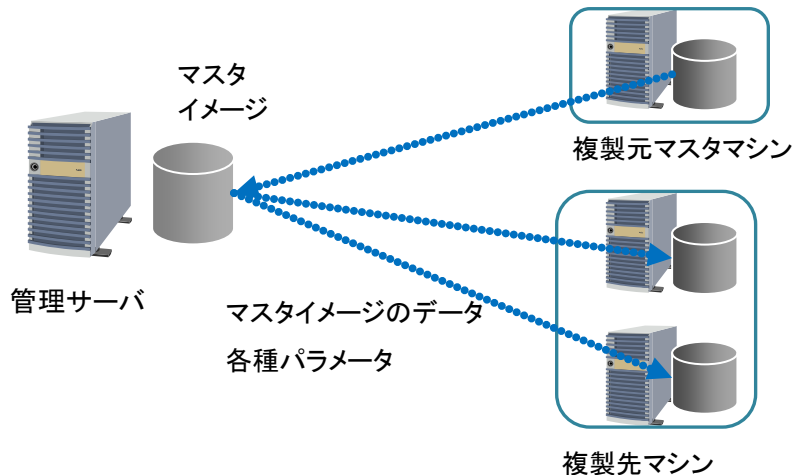 マスタ
イメージ
複製元マスタマシン
管理サーバ
マスタイメージのデータ
各種パラメータ
複製先マシン